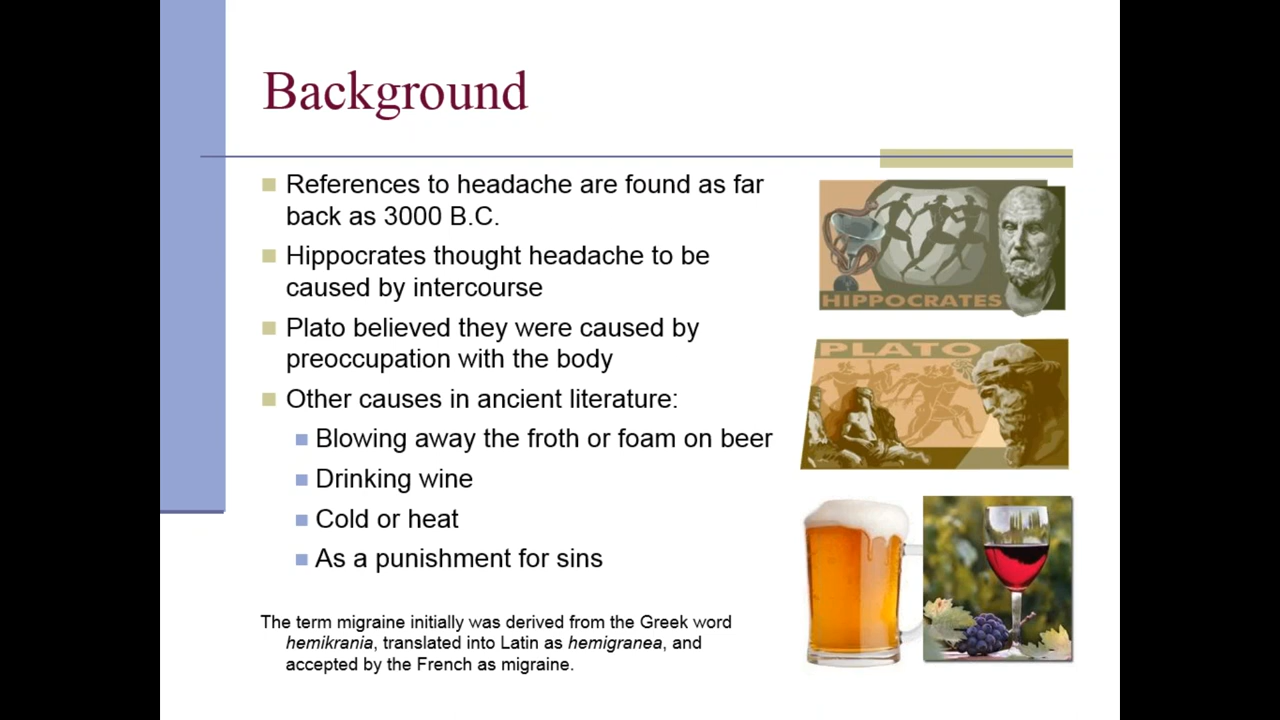 Background
References to headache are found as far
back as 3000 B.C.
Hippocrates thought headache to be
caused by intercourse
Plato believed they were caused by
preoccupation with the body
Other causes in ancient literature:
Blowing away the froth or foam on beer
Drinking wine
Cold or heat
As a punishment for sins
The term migraine initially was derived from the Greek word
hemikrania, translated into Latin as hemigranea, and
accepted by the French as migraine.
HIPPOCRATES
PLATO